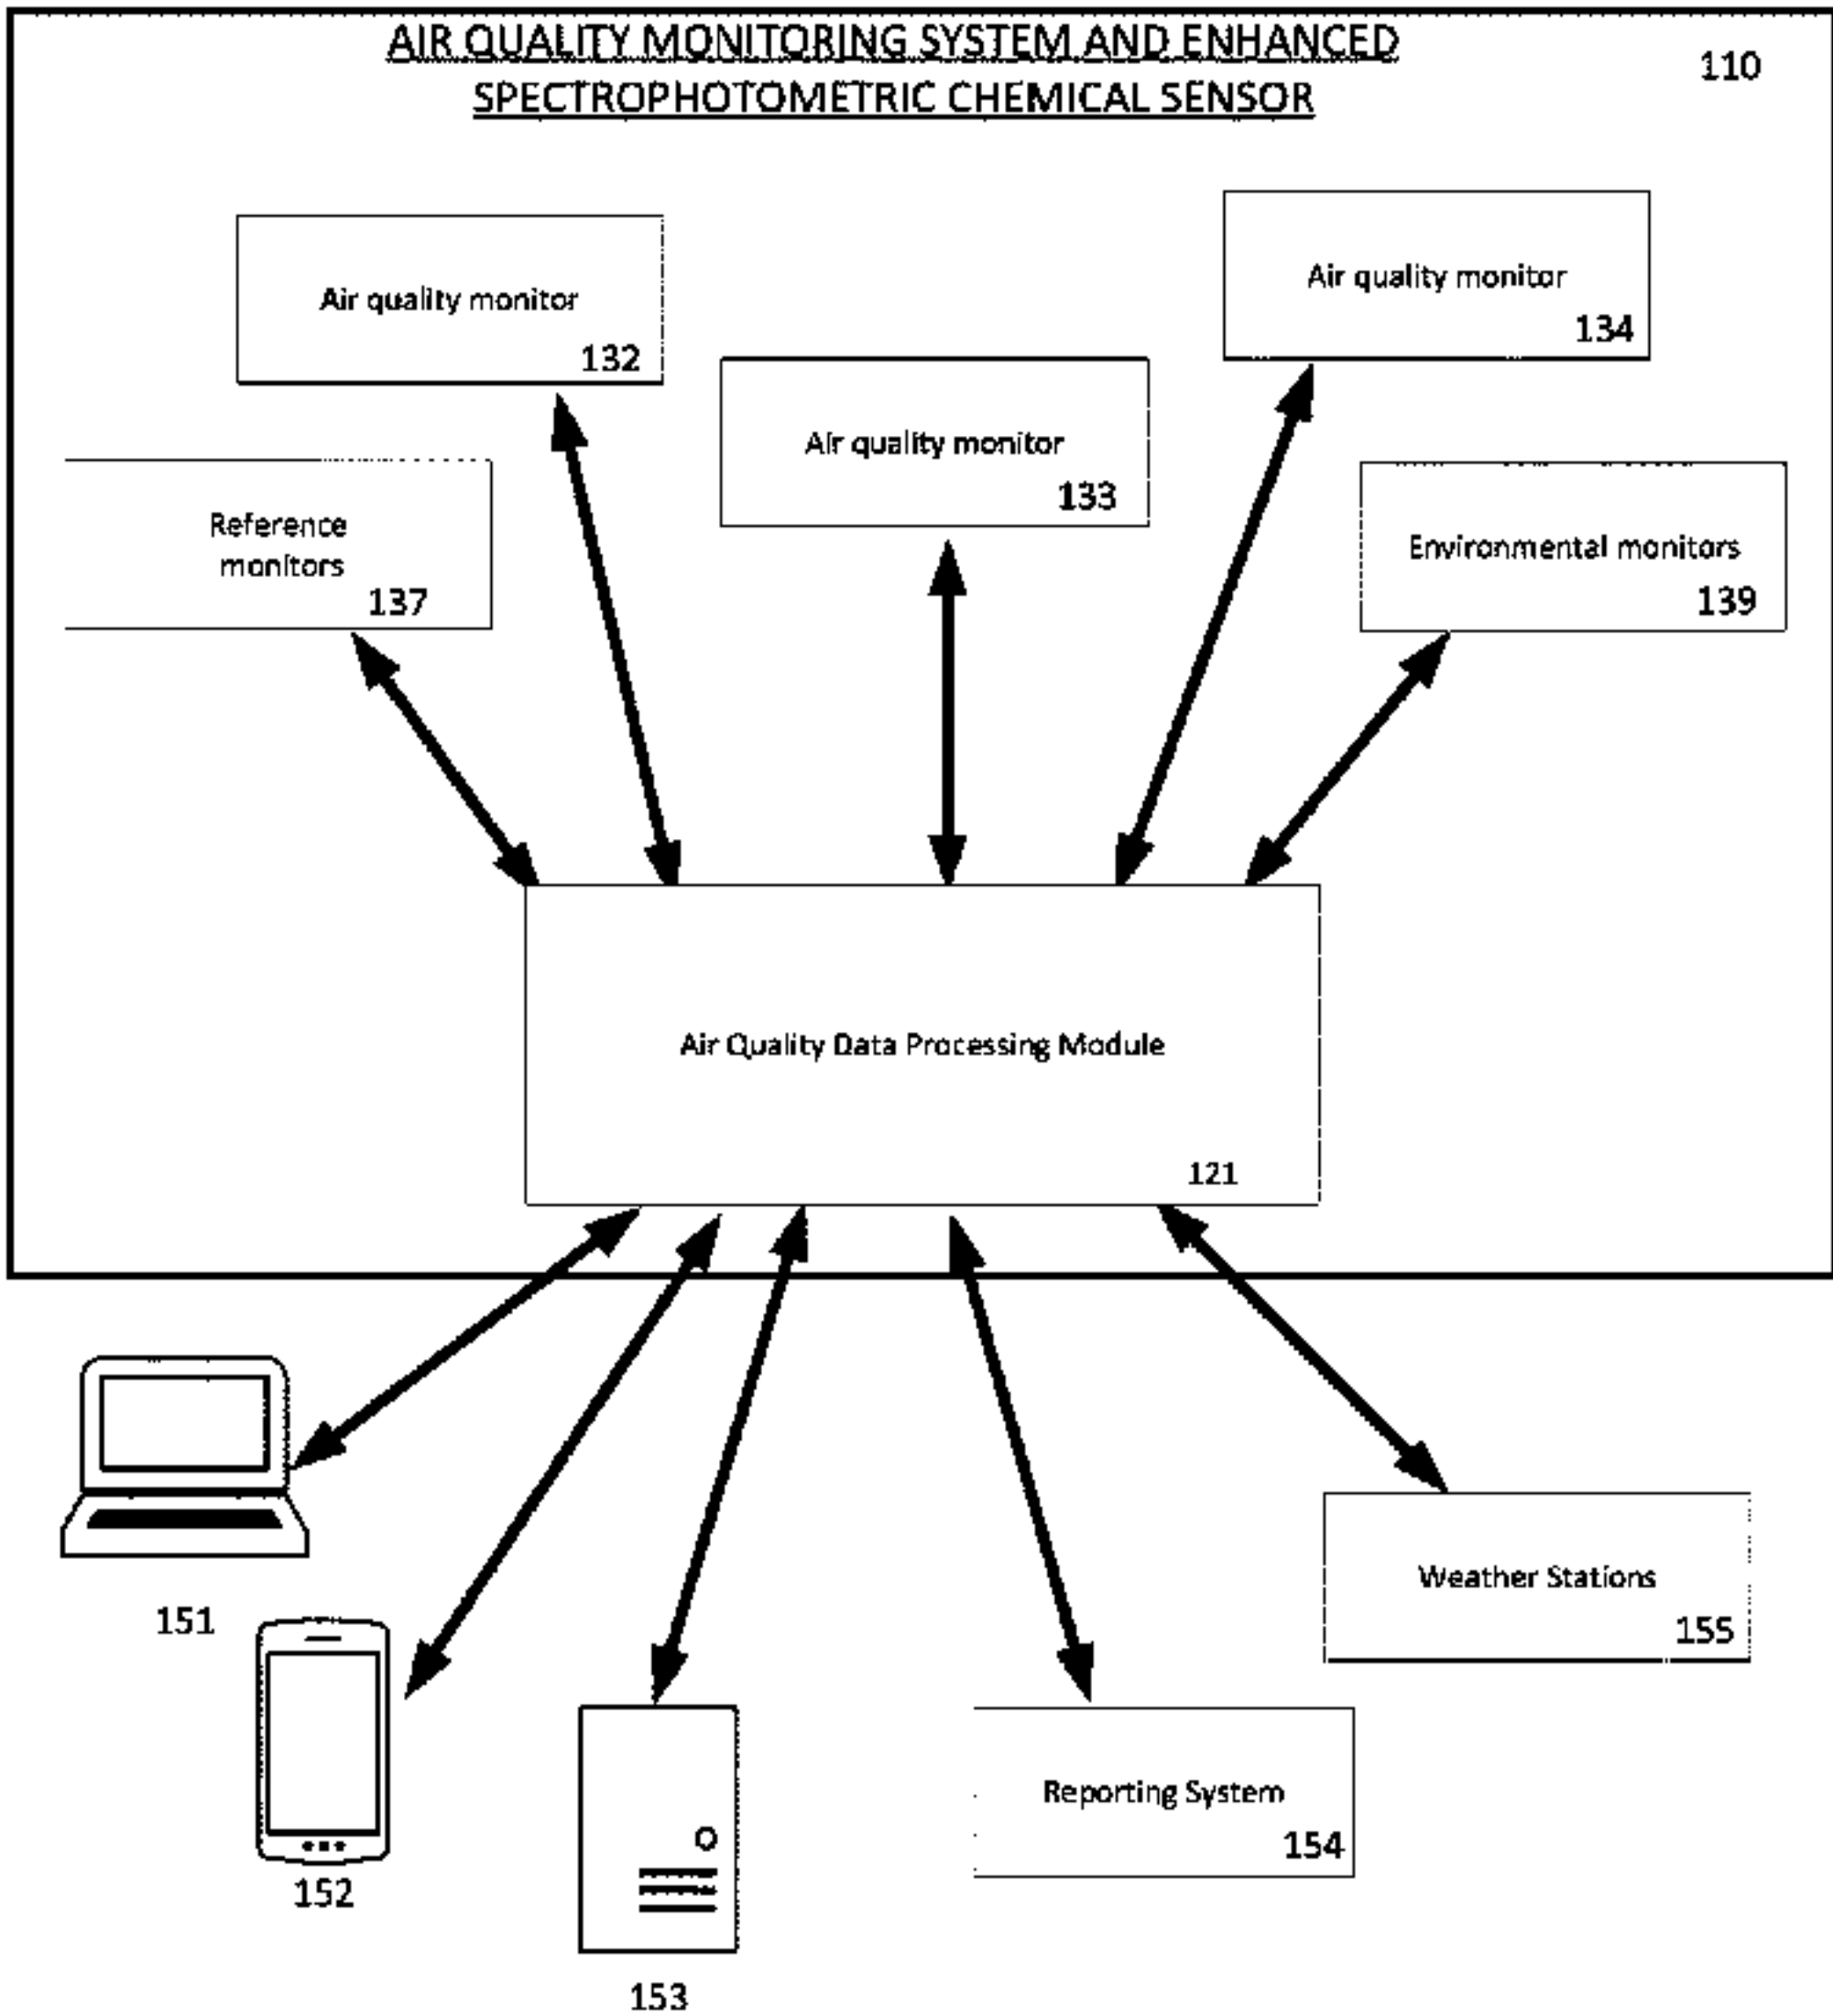 AIR QUALITY MONITORING SYSTEM AND ENHANCED
SPECTROPHOTOMETRIC CHEMICAL SENSOR
110
Air quality monitor
132
Air quality monitor
133
Air quality monitor
134
Reference
monitors
137
Environmental monitors
139
Air Quality Data Processing Module
121
151
152
153
Reporting System
154
Weather Stations
155